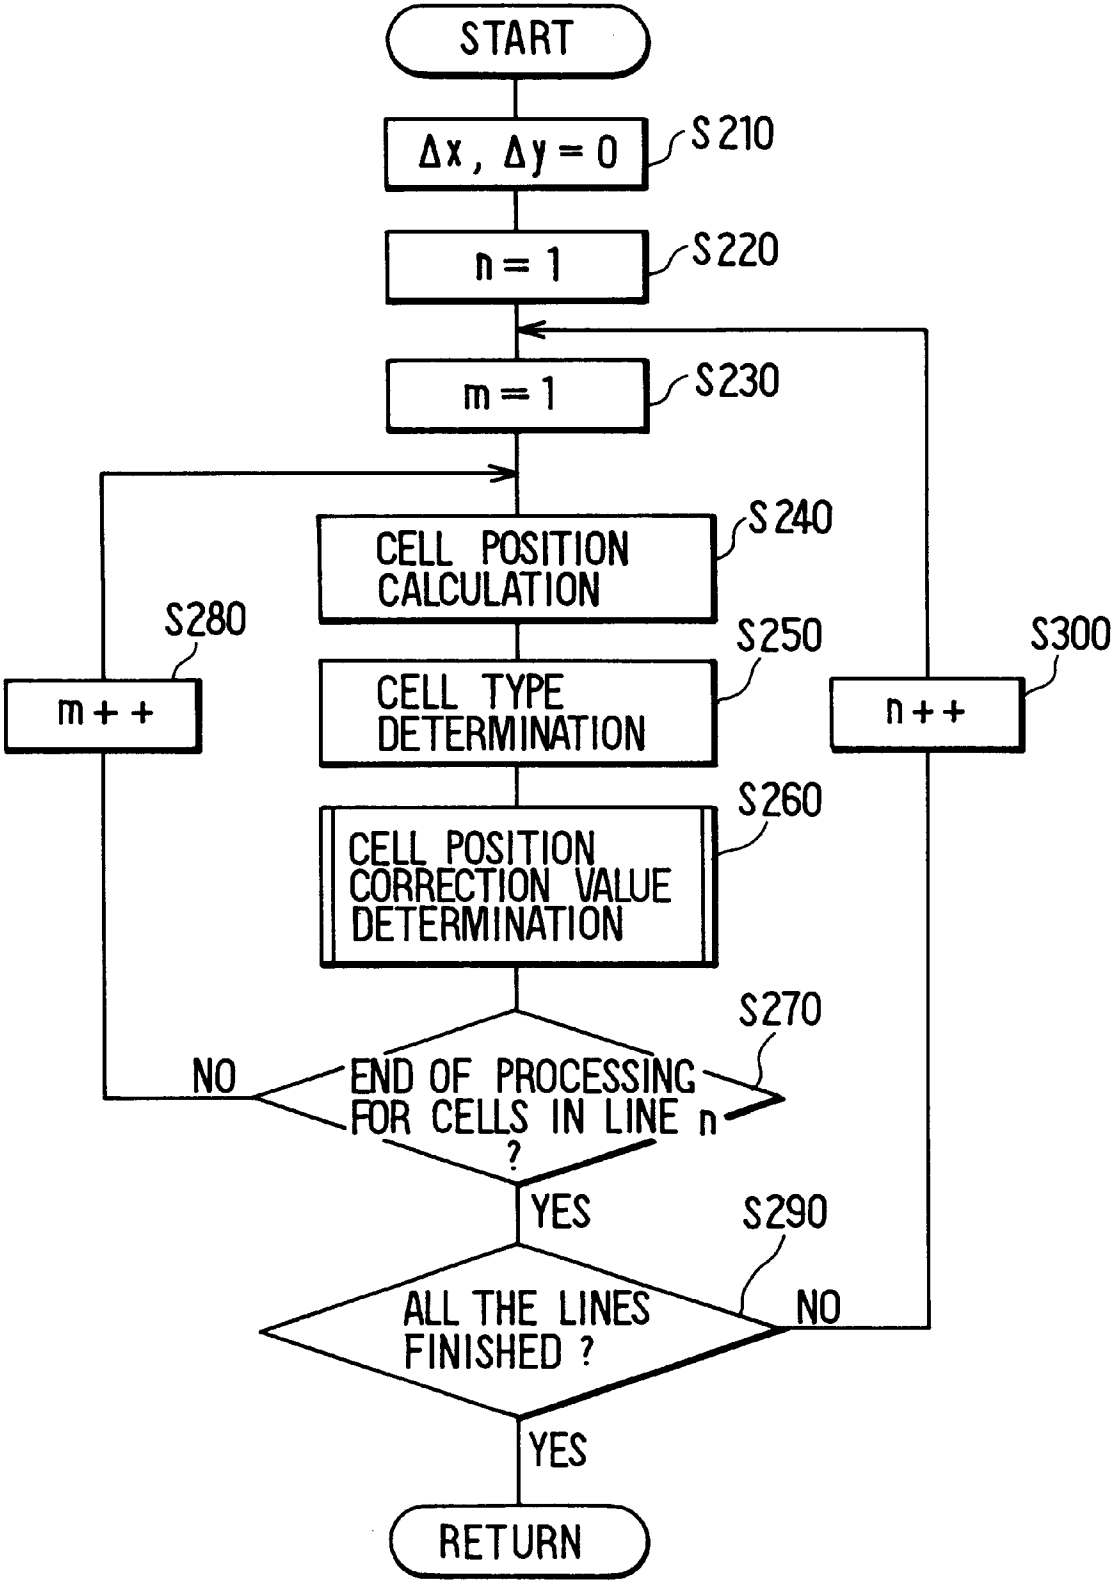 START
Δx, Δy = 0
S210
n = 1
S220
m = 1
S230
CELL POSITION
CALCULATION
S240
CELL TYPE
DETERMINATION
S250
CELL POSITION
CORRECTION VALUE
DETERMINATION
S260
END OF PROCESSING
FOR CELLS IN LINE n
?
S270
NO
m + +
S280
YES
ALL THE LINES
FINISHED ?
S290
NO
n + +
S300
YES
RETURN